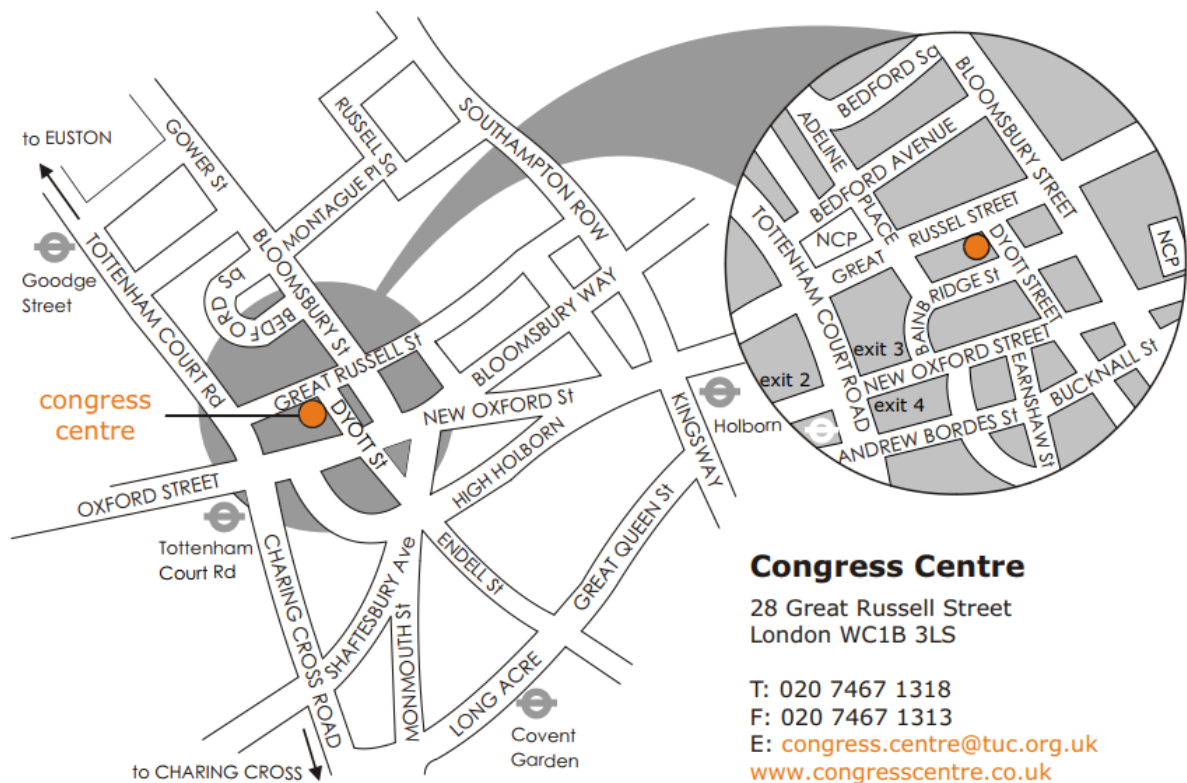 to EUSTON
GOWER St
RUSSELL Sq
SOUTHAMPTON ROW
MONTAGUE Pl
Goodge
Street
TOTTENHAM COURT Rd
BEDFORD Sq
BLOOMSBURY St
GREAT RUSSELL St
BLOOMSBURY WAY
congress
centre
DYOTT St
NEW OXFORD St
HIGH HOLBORN
Holborn
KINGSWAY
OXFORD STREET
Tottenham
Court Rd
CHARING CROSS ROAD
SHAFTESBURY Ave
MONMOUTH St
ENDELL St
GREAT QUEEN St
LONG ACRE
Covent
Garden
to CHARING CROSS
BEDFORD Sq
BLOOMSBURY STREET
ADELINE PLACE
BEDFORD AVENUE
NCP
GREAT RUSSEL STREET
TOTTENHAM COURT ROAD
DYOTT STREET
NCP
BAINBRIDGE St
exit 3
exit 2
NEW OXFORD STREET
exit 4
EARNSHAW St
BUCKNALL St
ANDREW BORDES St
Congress Centre
28 Great Russell Street
London WC1B 3LS
T: 020 7467 1318
F: 020 7467 1313
E: congress.centre@tuc.org.uk
www.congresscentre.co.uk